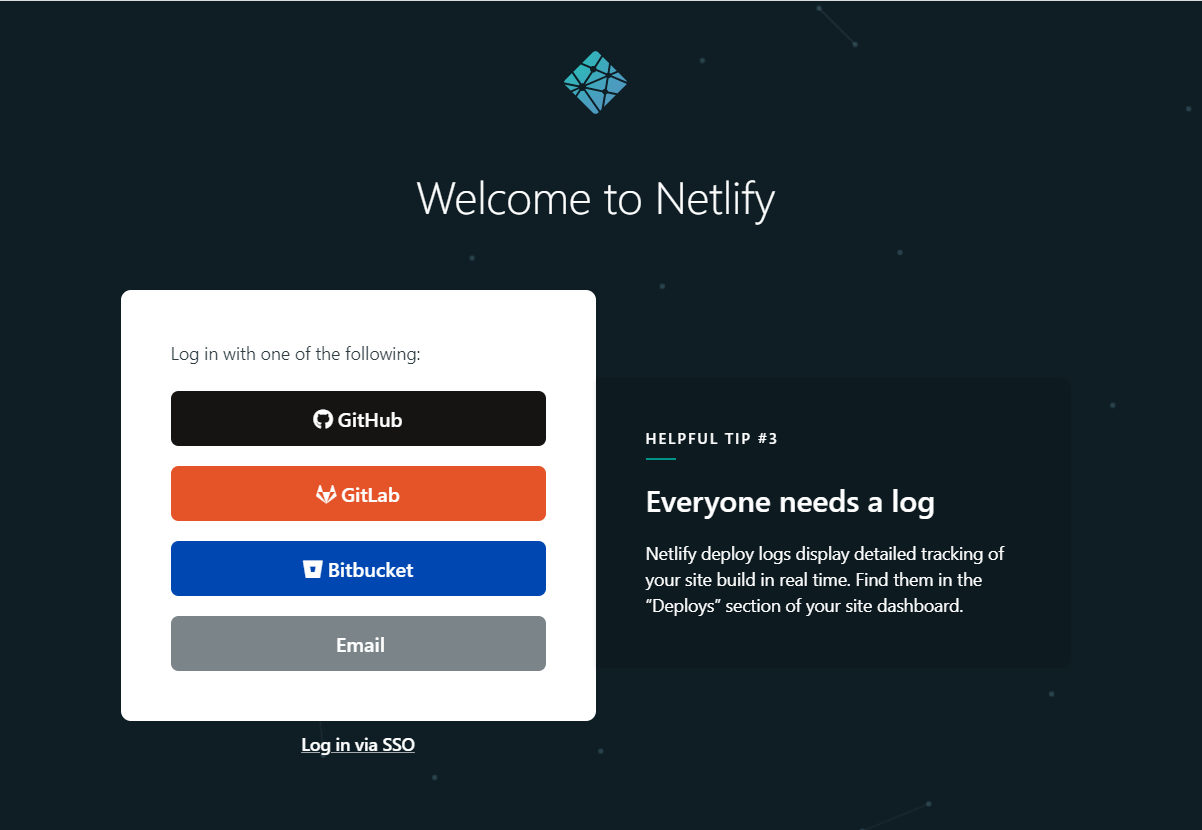 Welcome to Netlify
Log in with one of the following:
GitHub
GitLab
Bitbucket
Email
Log in via SSO
HELPFUL TIP #3
Everyone needs a log
Netlify deploy logs display detailed tracking of
your site build in real time. Find them in the
“Deploys” section of your site dashboard.